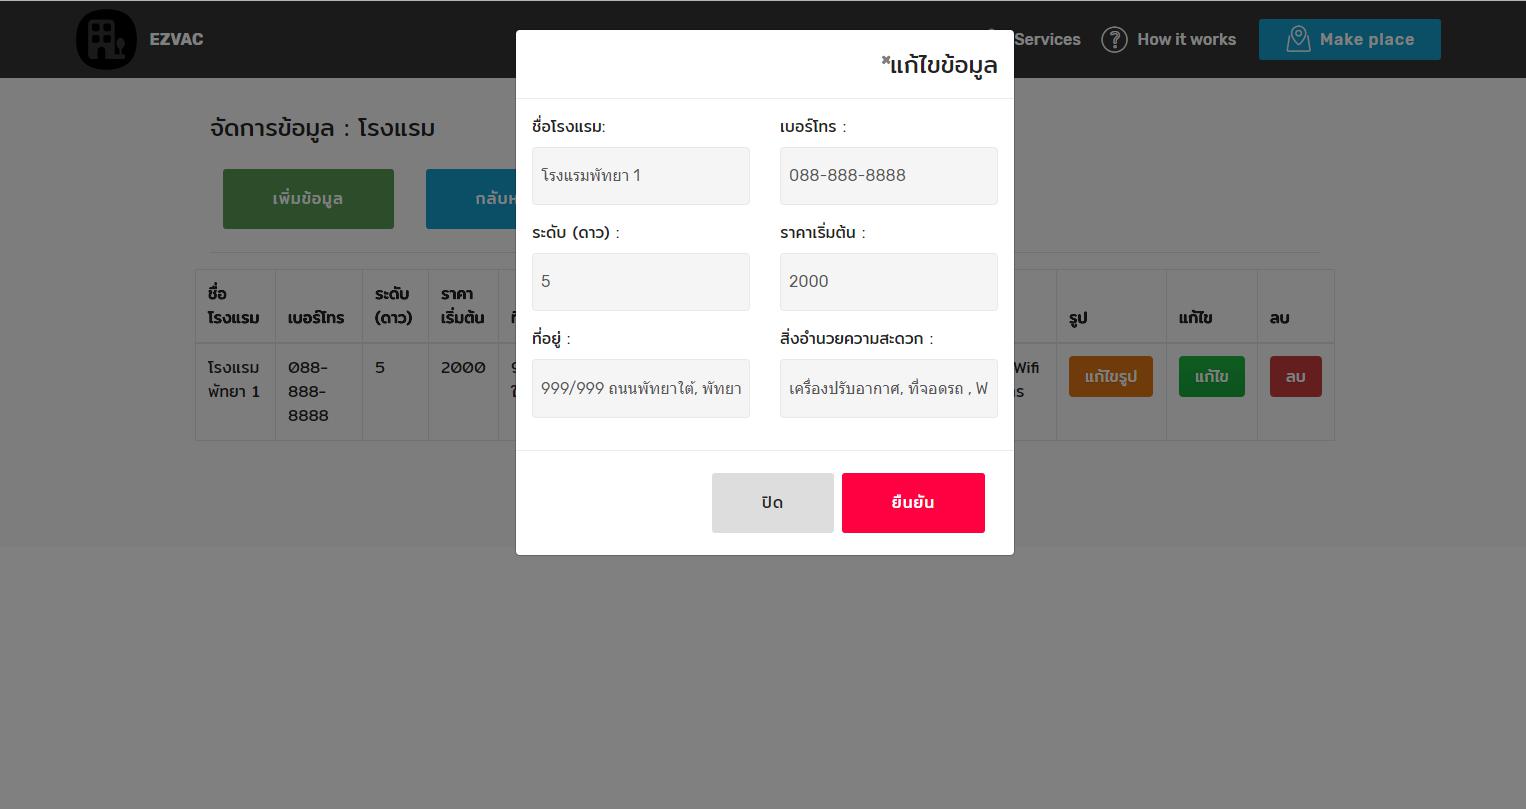 EZVAC
Services
How it works
Make place
×แก้ไขข้อมูล
จัดการข้อมูล : โรงแรม
เพิ่มข้อมูล
ชื่อโรงแรม:
เบอร์โทร :
โรงแรมพัทยา 1
088-888-8888
ระดับ (ดาว) :
ราคาเริ่มต้น :
5
2000
ที่อยู่ :
สิ่งอำนวยความสะดวก :
999/999 ถนนพัทยาใต้, พัทยา
เครื่องปรับอากาศ, ที่จอดรถ , W
ปิด
ยืนยัน
ชื่อ
โรงแรม
เบอร์โทร
ระดับ
(ดาว)
ราคา
เริ่มต้น
รูป
แก้ไข
ลบ
โรงแรม
พัทยา 1
088-
888-
8888
5
2000
Wifi
แก้ไขรูป
แก้ไข
ลบ